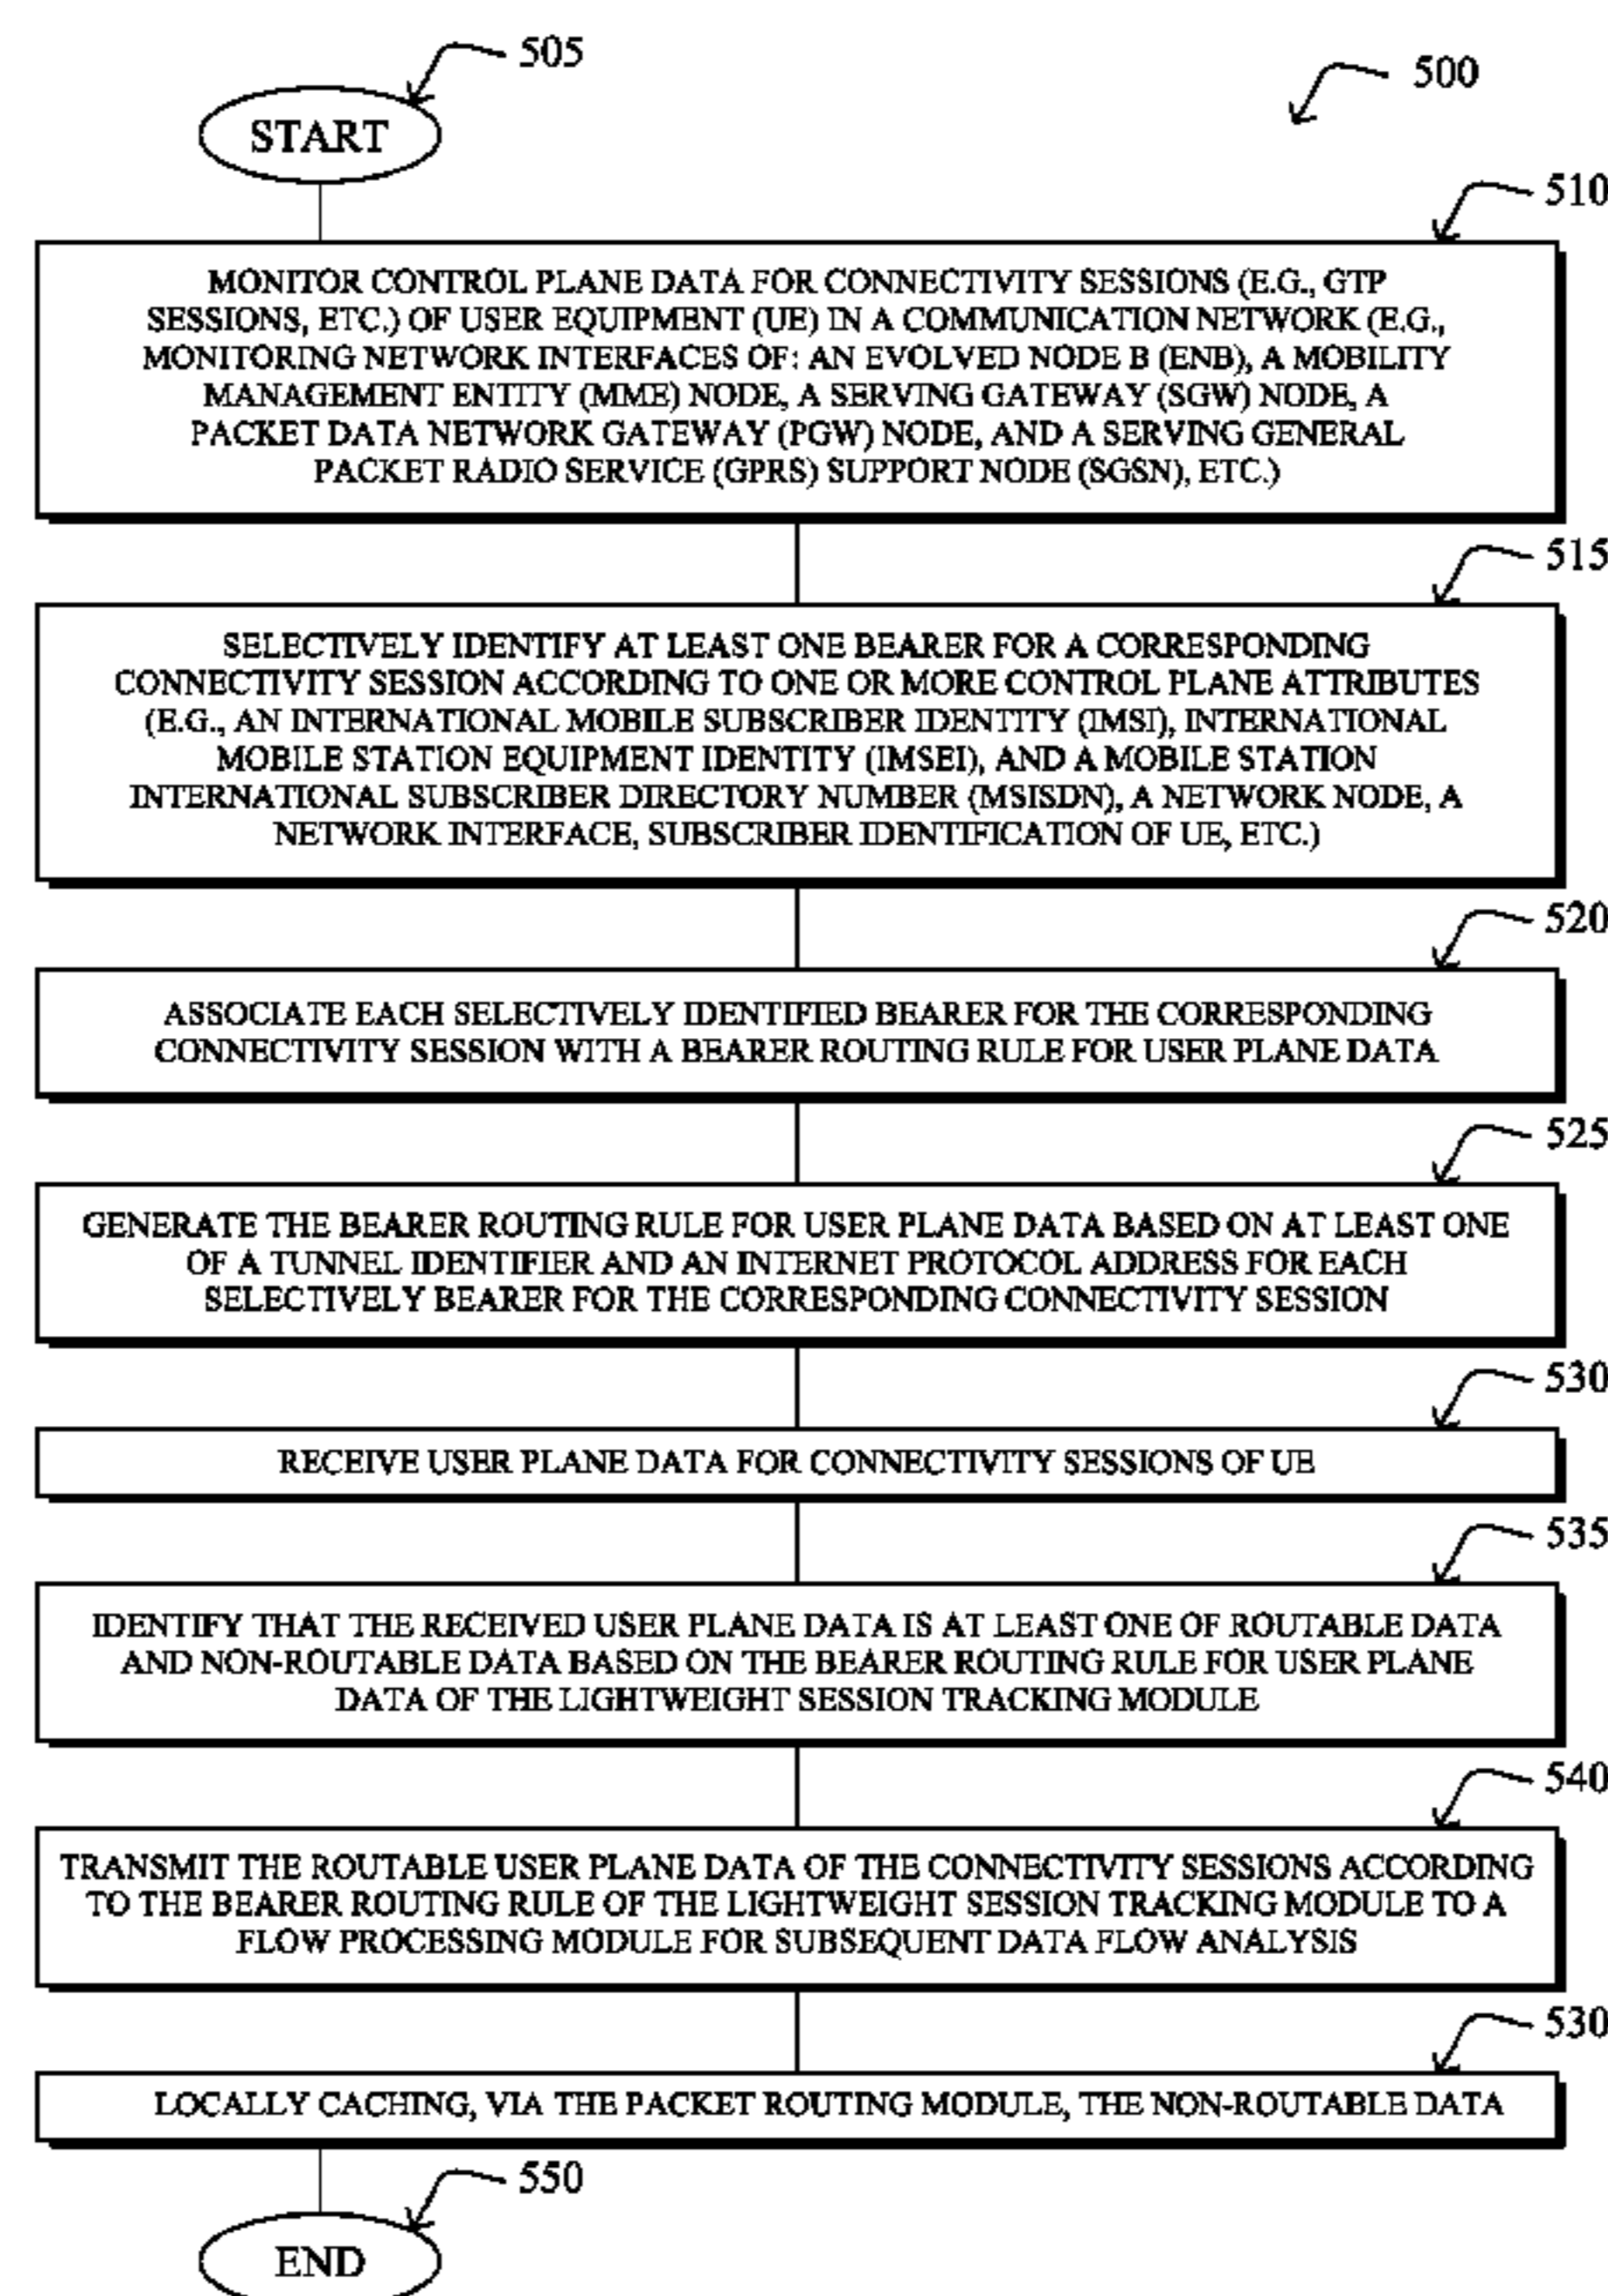 505
500
START
510
MONITOR CONTROL PLANE DATA FOR CONNECTIVITY SESSIONS (E.G., GTP
SESSIONS, ETC.) OF USER EQUIPMENT (UE) IN A COMMUNICATION NETWORK (E.G.,
MONITORING NETWORK INTERFACES OF: AN EVOLVED NODE B (ENB), A MOBILITY
MANAGEMENT ENTITY (MME) NODE, A SERVING GATEWAY (SGW) NODE, A
PACKET DATA NETWORK GATEWAY (PGW) NODE, AND A SERVING GENERAL
PACKET RADIO SERVICE (GPRS) SUPPORT NODE (SGSN), ETC.)
515
SELECTIVELY IDENTIFY AT LEAST ONE BEARER FOR A CORRESPONDING
CONNECTIVITY SESSION ACCORDING TO ONE OR MORE CONTROL PLANE ATTRIBUTES
(E.G., AN INTERNATIONAL MOBILE SUBSCRIBER IDENTITY (IMSI), INTERNATIONAL
MOBILE STATION EQUIPMENT IDENTITY (IMSEI), AND A MOBILE STATION
INTERNATIONAL SUBSCRIBER DIRECTORY NUMBER (MSISDN), A NETWORK NODE, A
NETWORK INTERFACE, SUBSCRIBER IDENTIFICATION OF UE, ETC.)
520
ASSOCIATE EACH SELECTIVELY IDENTIFIED BEARER FOR THE CORRESPONDING
CONNECTIVITY SESSION WITH A BEARER ROUTING RULE FOR USER PLANE DATA
525
GENERATE THE BEARER ROUTING RULE FOR USER PLANE DATA BASED ON AT LEAST ONE
OF A TUNNEL IDENTIFIER AND AN INTERNET PROTOCOL ADDRESS FOR EACH
SELECTIVELY BEARER FOR THE CORRESPONDING CONNECTIVITY SESSION
530
RECEIVE USER PLANE DATA FOR CONNECTIVITY SESSIONS OF UE
535
IDENTIFY THAT THE RECEIVED USER PLANE DATA IS AT LEAST ONE OF ROUTABLE DATA
AND NON-ROUTABLE DATA BASED ON THE BEARER ROUTING RULE FOR USER PLANE
DATA OF THE LIGHTWEIGHT SESSION TRACKING MODULE
540
TRANSMIT THE ROUTABLE USER PLANE DATA OF THE CONNECTIVITY SESSIONS ACCORDING
TO THE BEARER ROUTING RULE OF THE LIGHTWEIGHT SESSION TRACKING MODULE TO A
FLOW PROCESSING MODULE FOR SUBSEQUENT DATA FLOW ANALYSIS
530
LOCALLY CACHING, VIA THE PACKET ROUTING MODULE, THE NON-ROUTABLE DATA
550
END